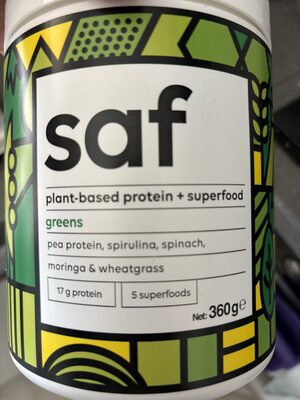 saf
plant-based protein + superfood
greens
pea protein, spirulina, spinach,
moringa & wheatgrass
17 g protein
5 superfoods
Net: 360g℮